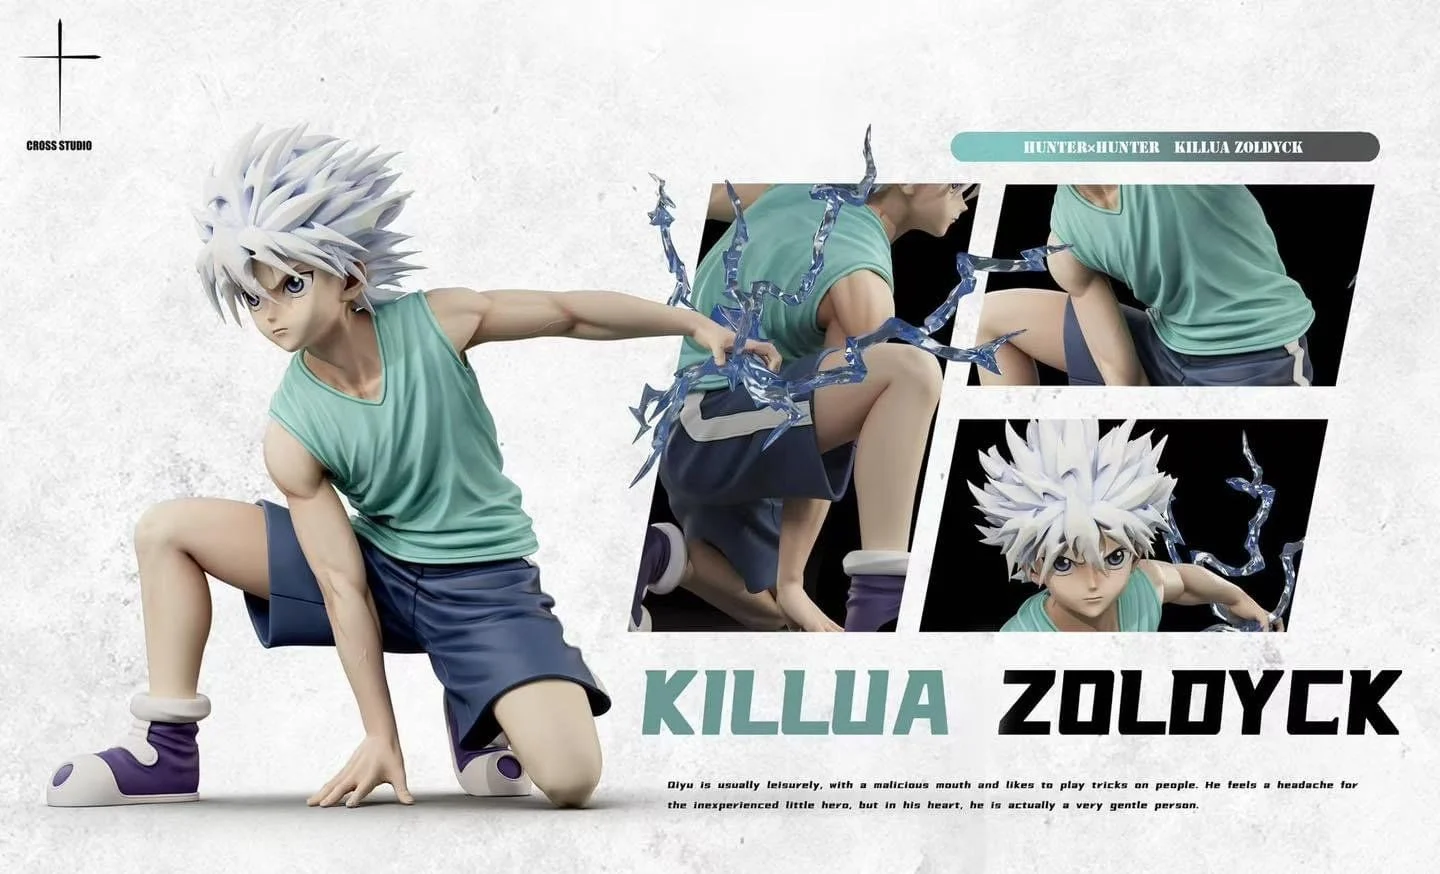 CROSS STUDIO
HUNTER×HUNTER KILLUA ZOLDYCK
KILLUA ZOLDYCK
Qiyu is usually leisurely, with a malicious mouth and likes to play tricks on people. He feels a headache for
the inexperienced little hero, but in his heart, he is actually a very gentle person.